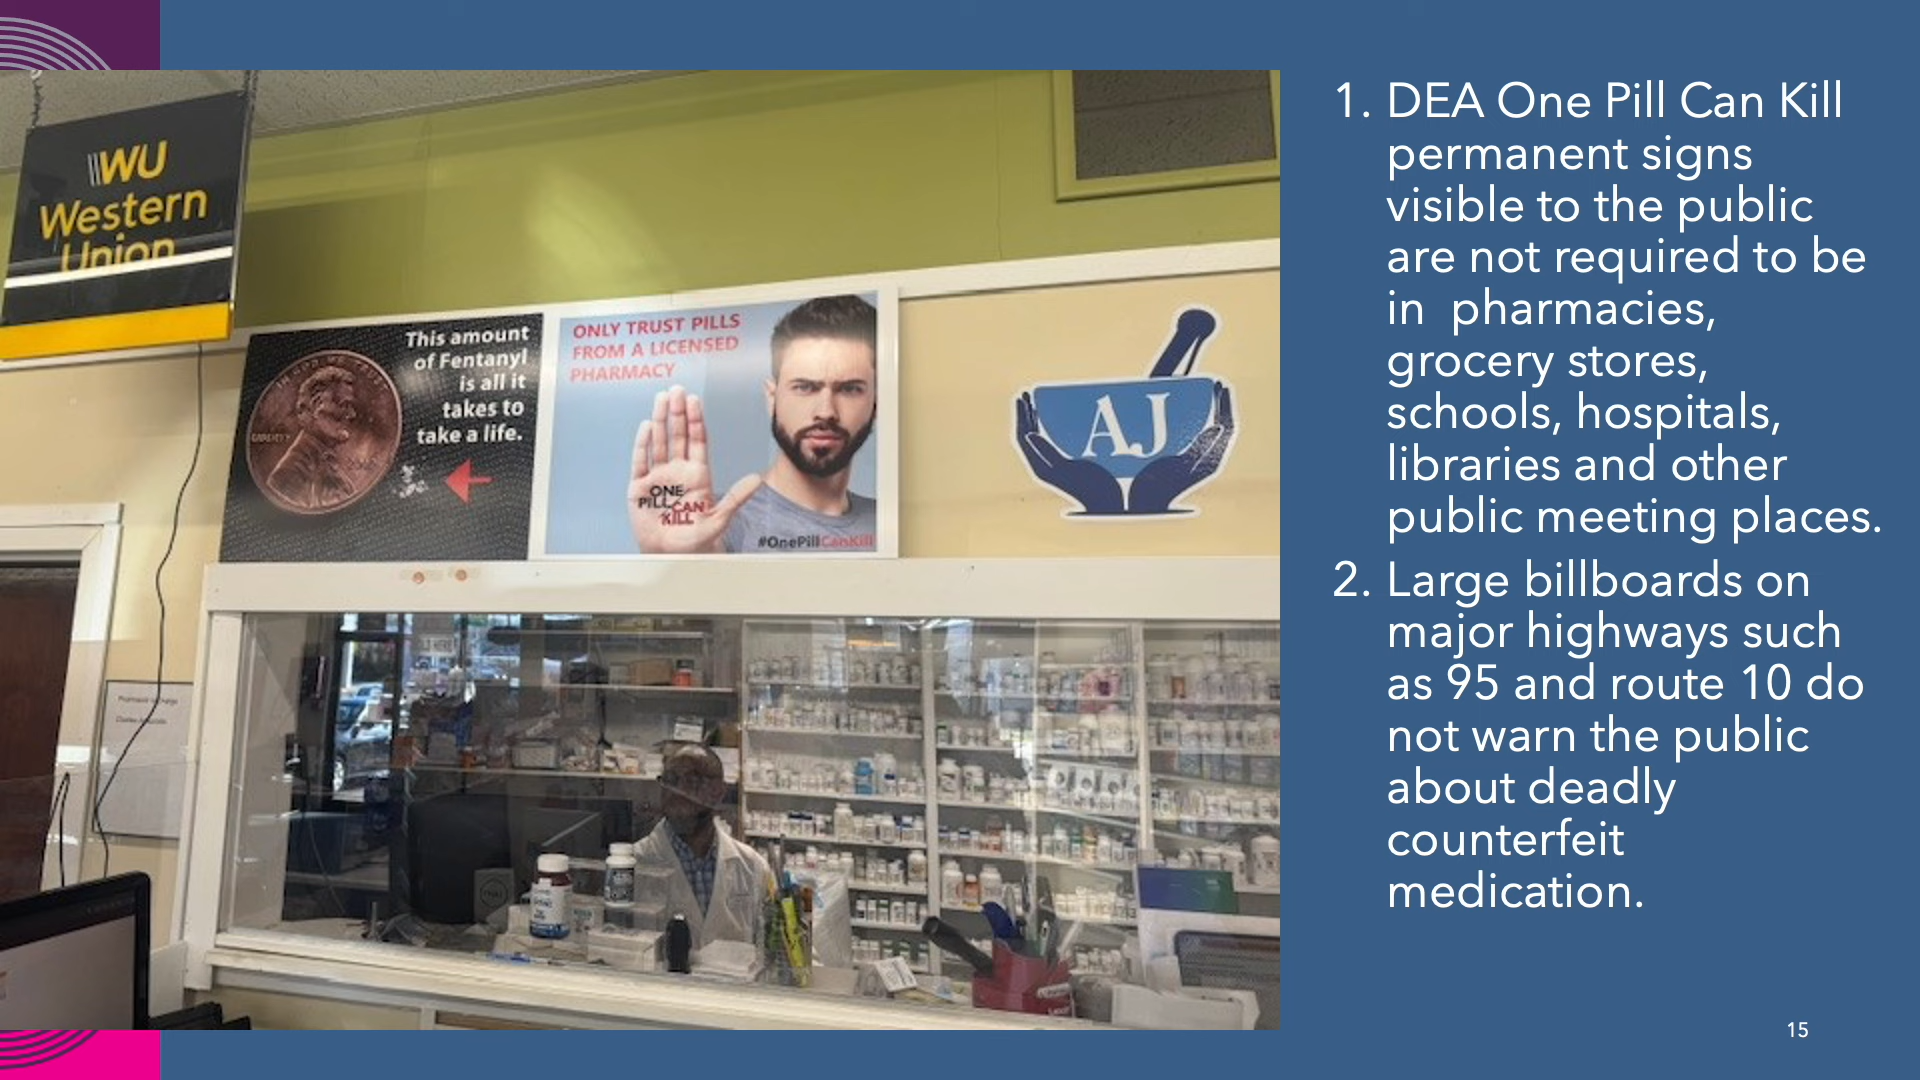 WU
Western
Union
This amount
of Fentanyl
is all it
takes to
take a life.
LIBERTY
ONLY TRUST PILLS
FROM A LICENSED
PHARMACY
ONE
PILL CAN
KILL
#OnePillCanKill
AJ
1. DEA One Pill Can Kill
permanent signs
visible to the public
are not required to be
in  pharmacies,
grocery stores,
schools, hospitals,
libraries and other
public meeting places.
2. Large billboards on
major highways such
as 95 and route 10 do
not warn the public
about deadly
counterfeit
medication.
15